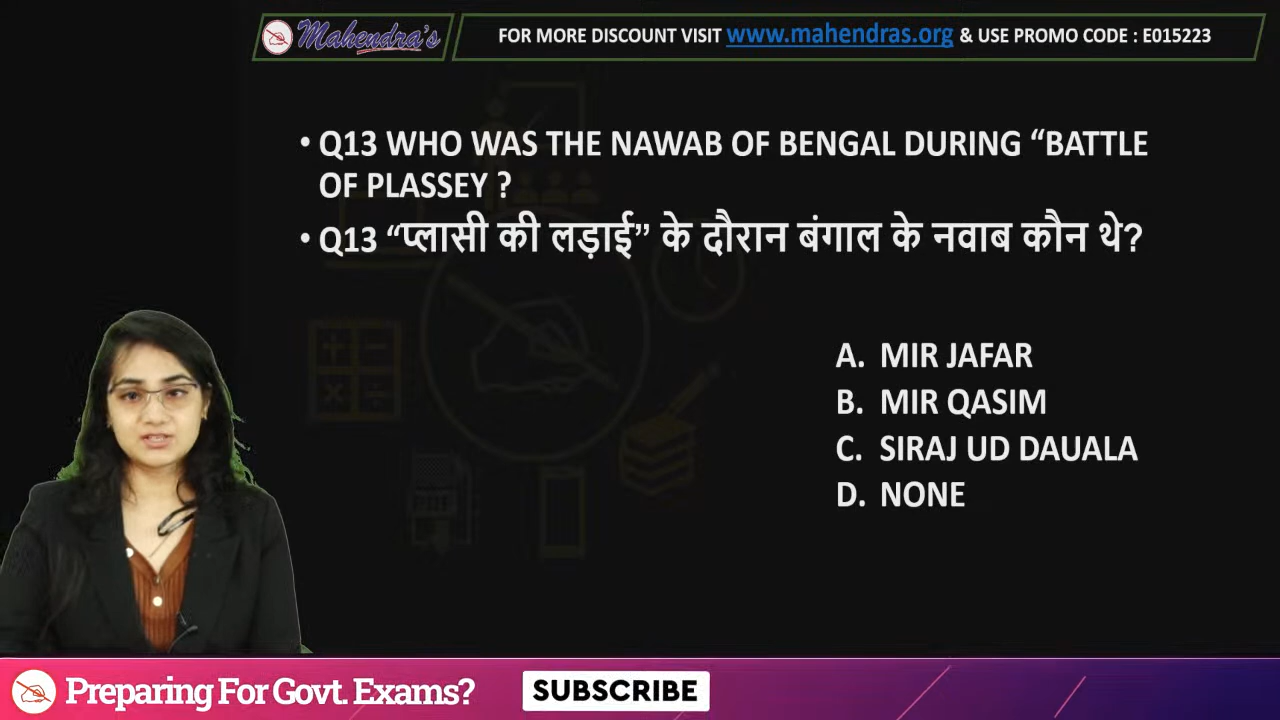 Mahendra's
FOR MORE DISCOUNT VISIT www.mahendras.org & USE PROMO CODE : E015223
• Q13 WHO WAS THE NAWAB OF BENGAL DURING “BATTLE
OF PLASSEY ?
• Q13 “प्लासी की लड़ाई” के दौरान बंगाल के नवाब कौन थे?
A. MIR JAFAR
B. MIR QASIM
C. SIRAJ UD DAUALA
D. NONE
PDF
Preparing For Govt. Exams?
SUBSCRIBE